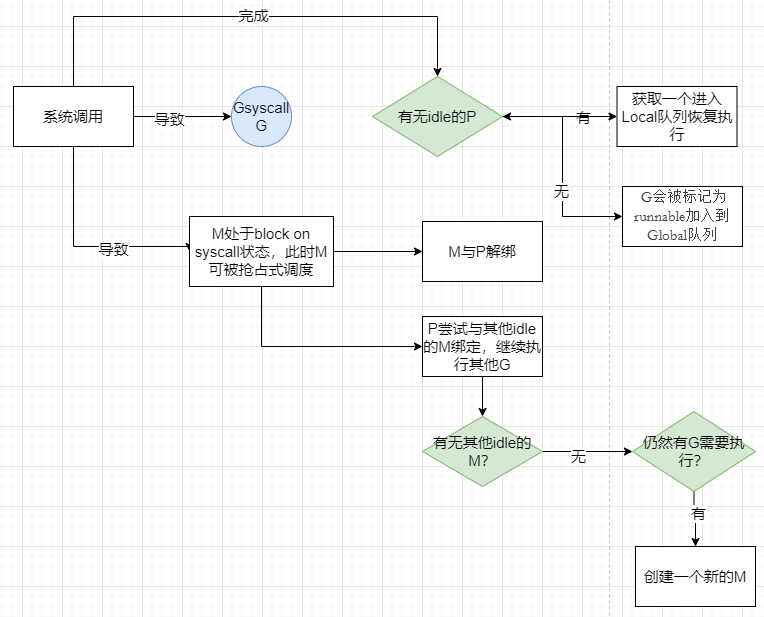 完成
系统调用
导致
Gsyscall
G
有无idle的P
有
获取一个进入
Local队列恢复执
行
无
G会被标记为
runnable加入到
Global队列
导致
M处于block on
syscall状态，此时M
可被抢占式调度
M与P解绑
P尝试与其他idle
的M绑定，继续执
行其他G
有无其他idle的
M?
无
仍然有G需要执
行?
有
创建一个新的M